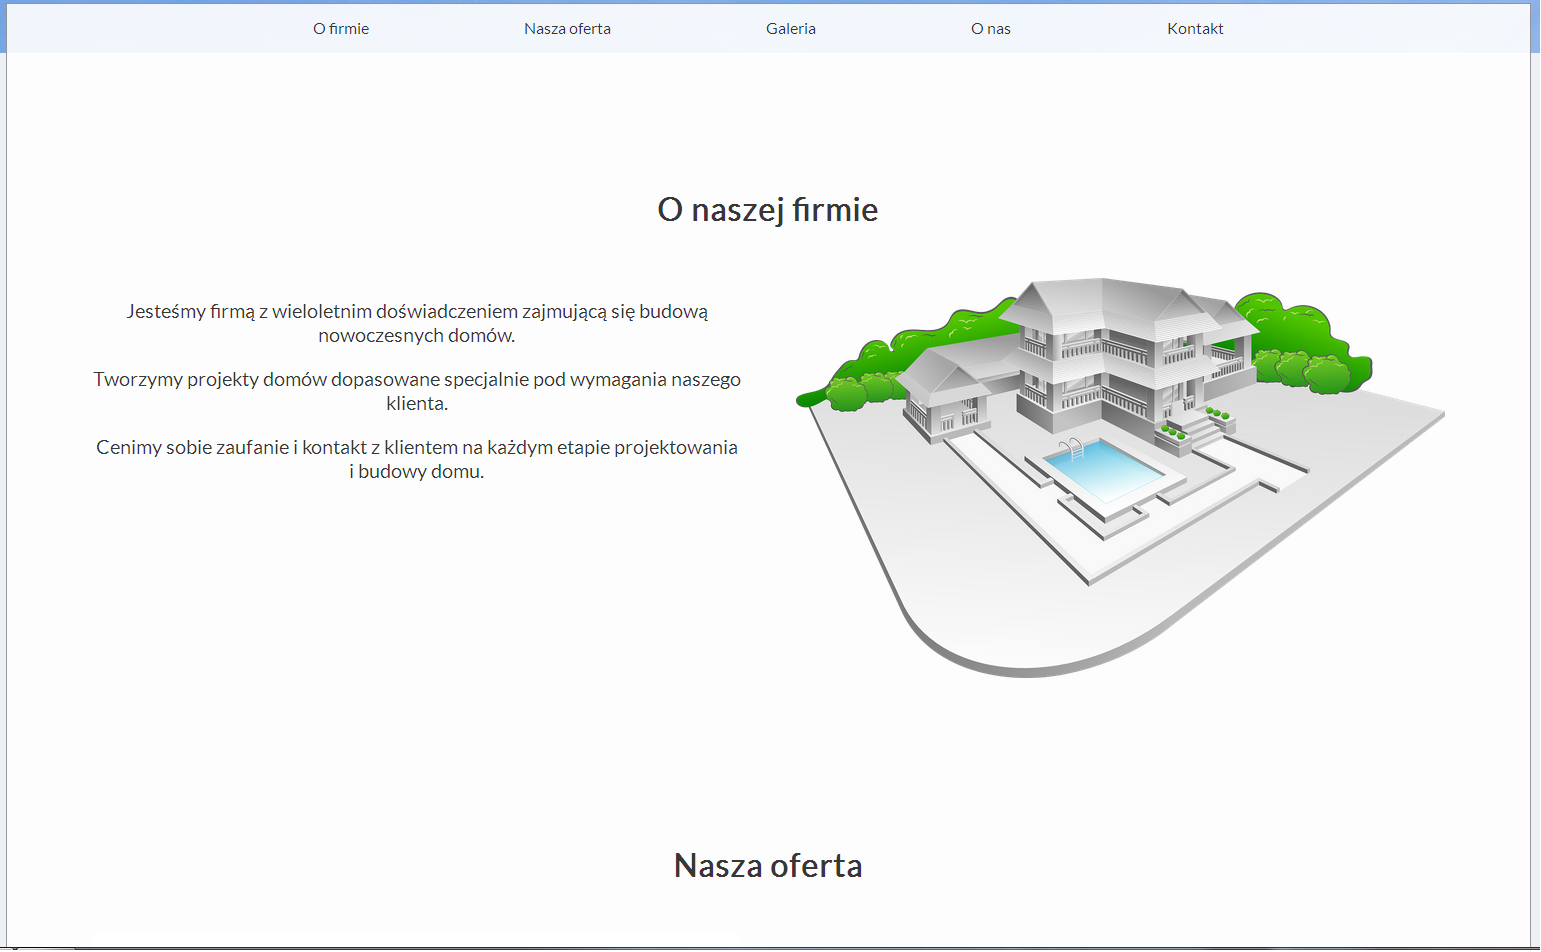 O firmie Nasza oferta Galeria O nas Kontakt
O naszej firmie
Jesteśmy firmą z wieloletnim doświadczeniem zajmującą się budową
nowoczesnych domów.
Tworzymy projekty domów dopasowane specjalnie pod wymagania naszego
klienta.
Cenimy sobie zaufanie i kontakt z klientem na każdym etapie projektowania
i budowy domu.
Nasza oferta